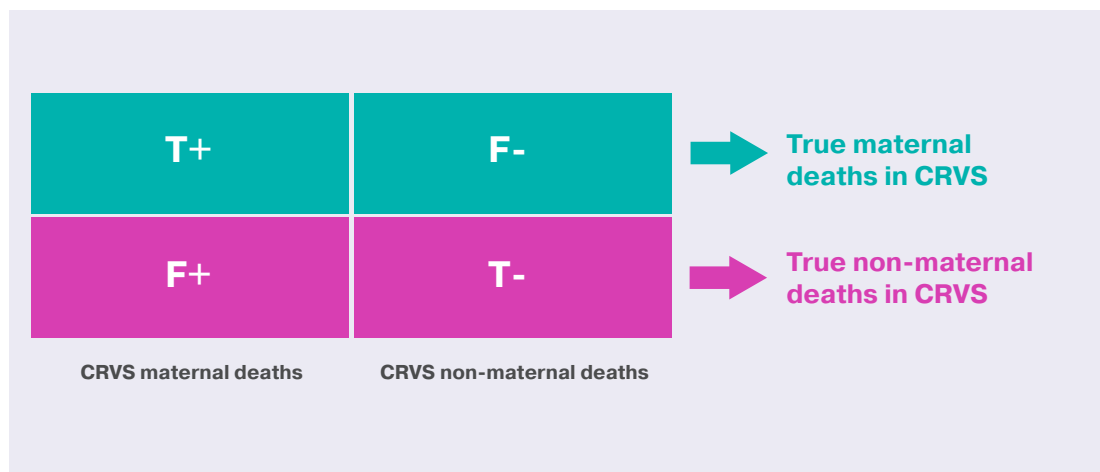 T+
F-
True maternal
deaths in CRVS
F+
T-
True non-maternal
deaths in CRVS
CRVS maternal deaths
CRVS non-maternal deaths